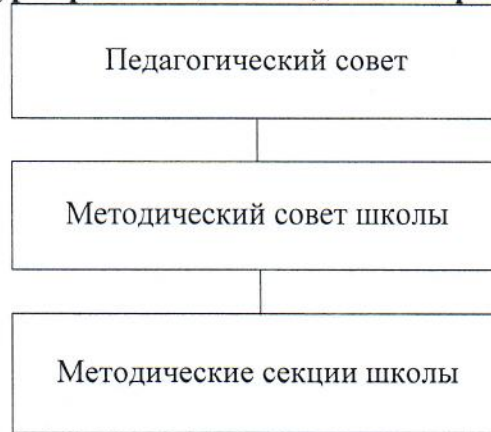 Педагогический совет
Методический совет школы
Методические секции школы